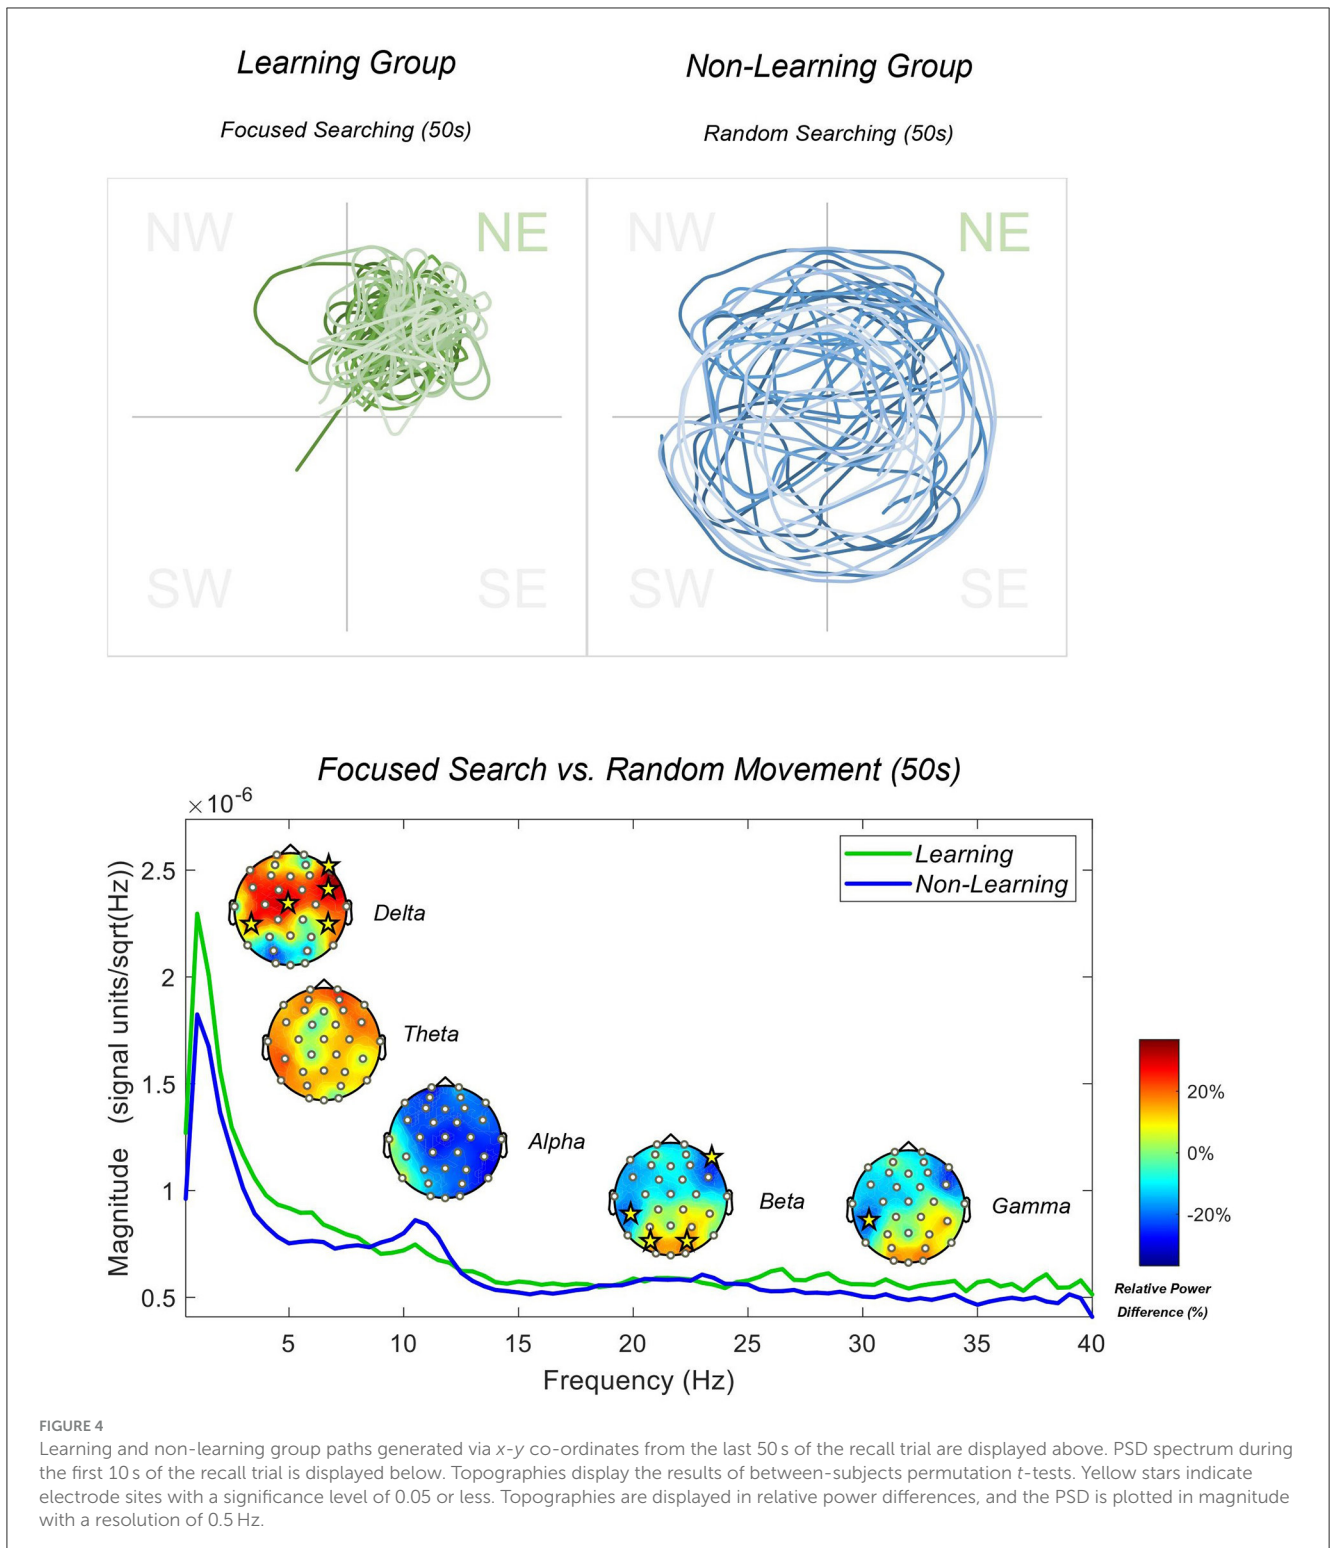 Learning Group
Non-Learning Group
Focused Searching (50s)
Random Searching (50s)
NW
NE
NW
NE
SW
SE
SW
SE
Focused Search vs. Random Movement (50s)
×10-6
Magnitude (signal units/sqrt(Hz))
2.5
2
1.5
1
0.5
Learning
Non-Learning
Delta
Theta
Alpha
Beta
Gamma
20%
0%
-20%
Relative Power
Difference (%)
5
10
15
20
25
30
35
40
Frequency (Hz)
FIGURE 4
Learning and non-learning group paths generated via x-y co-ordinates from the last 50 s of the recall trial are displayed above. PSD spectrum during
the first 10 s of the recall trial is displayed below. Topographies display the results of between-subjects permutation t-tests. Yellow stars indicate
electrode sites with a significance level of 0.05 or less. Topographies are displayed in relative power differences, and the PSD is plotted in magnitude
with a resolution of 0.5 Hz.